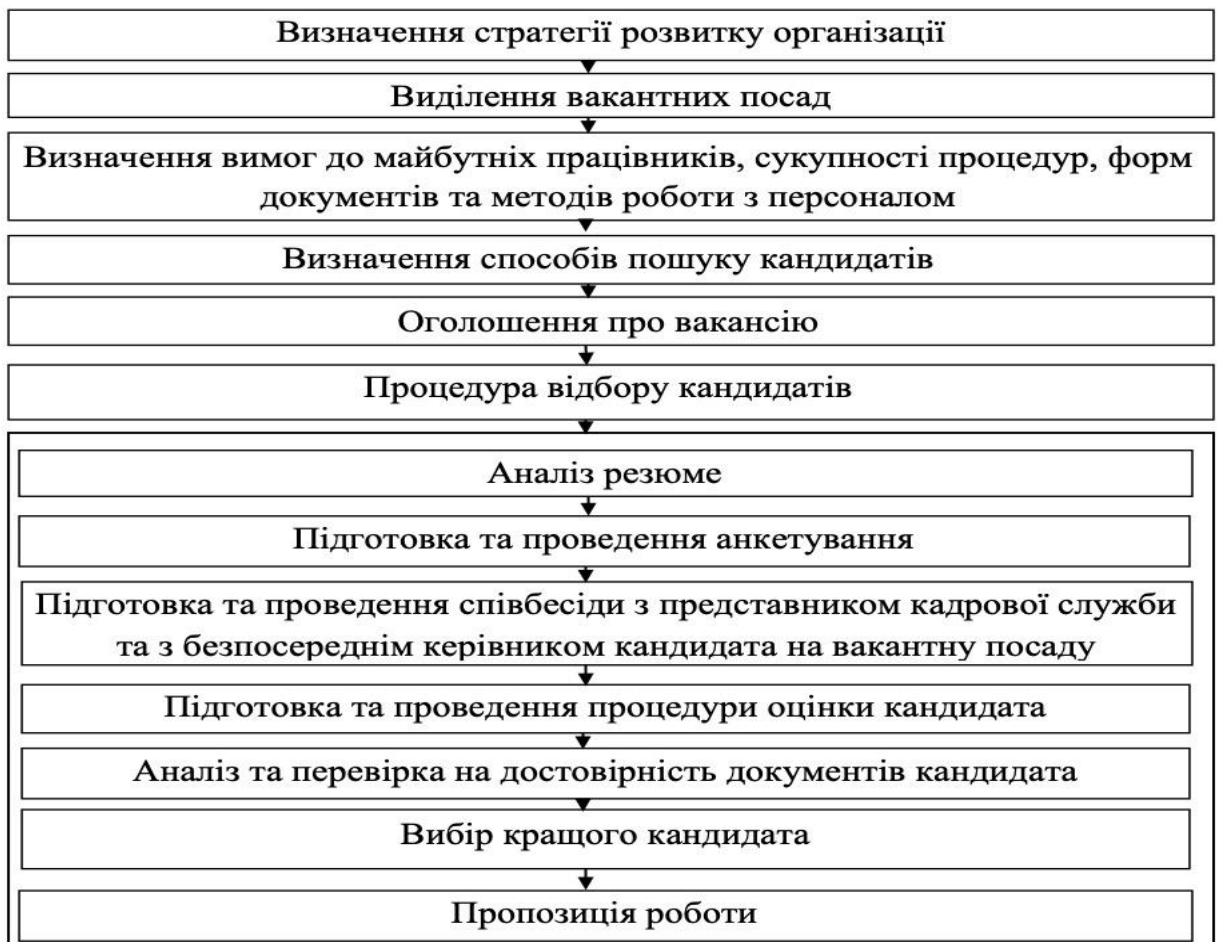 Визначення стратегії розвитку організації
Виділення вакантних посад
Визначення вимог до майбутніх працівників, сукупності процедур, форм
документів та методів роботи з персоналом
Визначення способів пошуку кандидатів
Оголошення про вакансію
Процедура відбору кандидатів
Аналіз резюме
Підготовка та проведення анкетування
Підготовка та проведення співбесіди з представником кадрової служби
та з безпосереднім керівником кандидата на вакантну посаду
Підготовка та проведення процедури оцінки кандидата
Аналіз та перевірка на достовірність документів кандидата
Вибір кращого кандидата
Пропозиція роботи